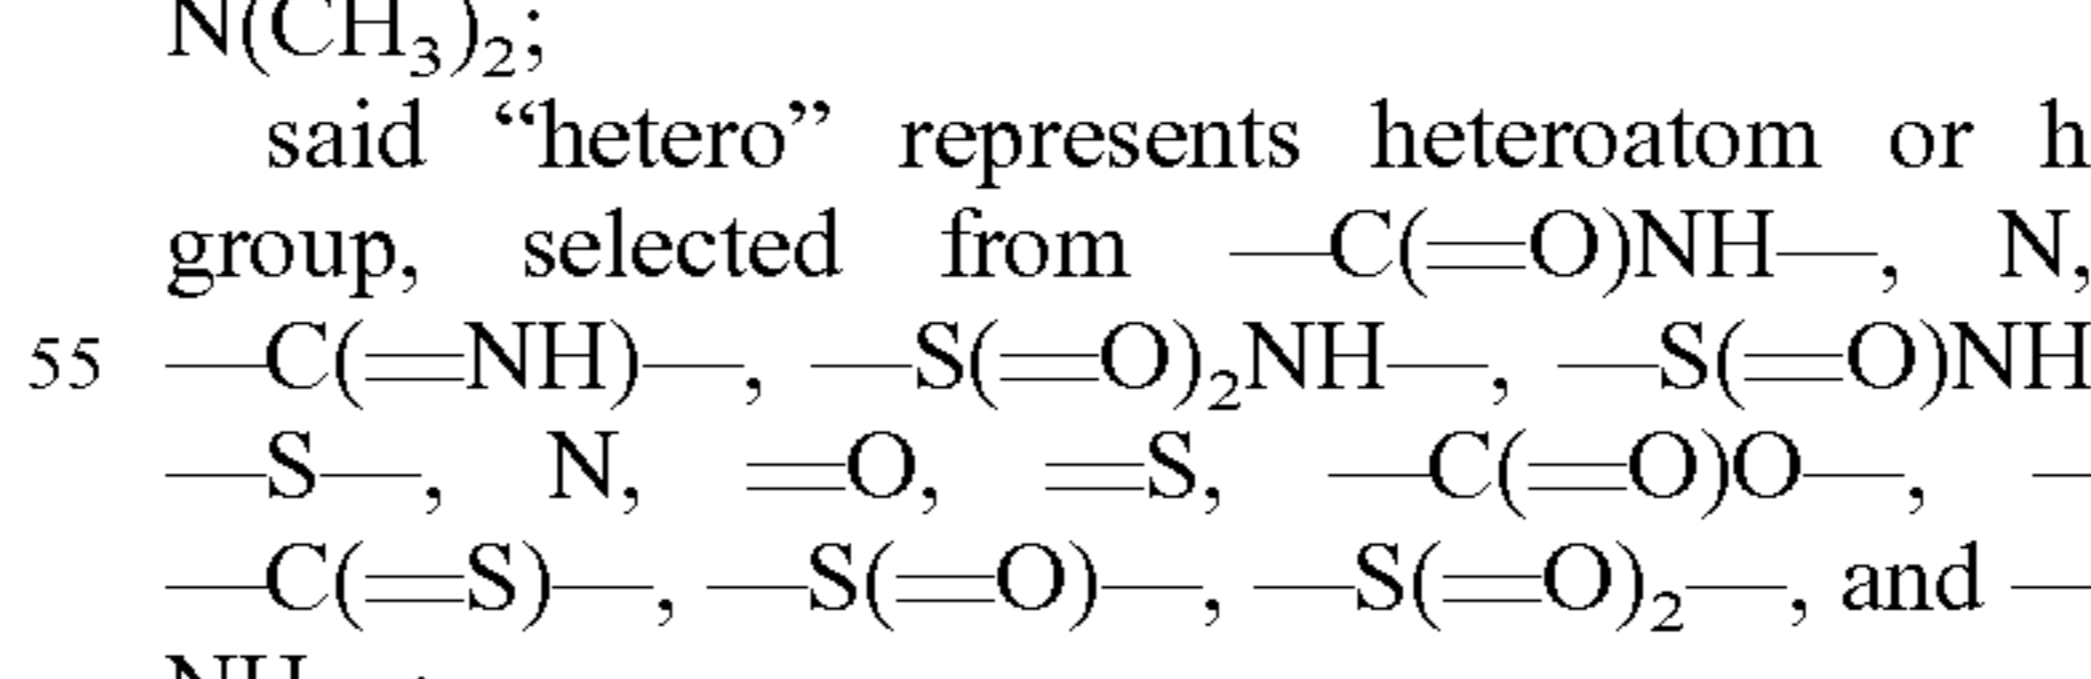 N(CH₃)₂;
said “hetero” represents heteroatom or
group, selected from —C(=O)NH—, N,
55 —C(=NH)—, —S(=O)₂NH—, —S(=O)NH
—S—, N, =O, =S, —C(=O)O—, —
—C(=S)—, —S(=O)—, —S(=O)₂—, and —